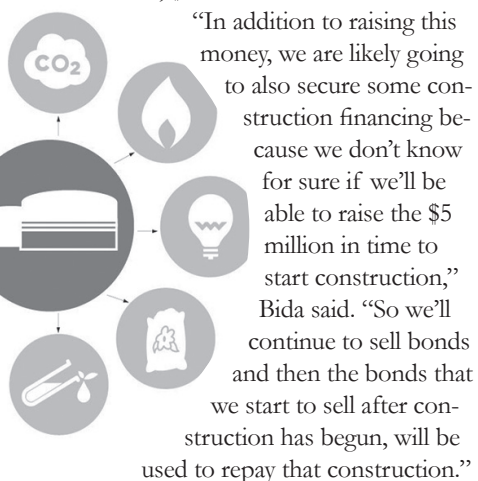 “In addition to raising this
money, we are likely going
to also secure some con-
struction financing be-
cause we don’t know
for sure if we’ll be
able to raise the $5
million in time to
start construction,”
Bida said. “So we’ll
continue to sell bonds
and then the bonds that
we start to sell after con-
struction has begun, will be
used to repay that construction.”
CO2